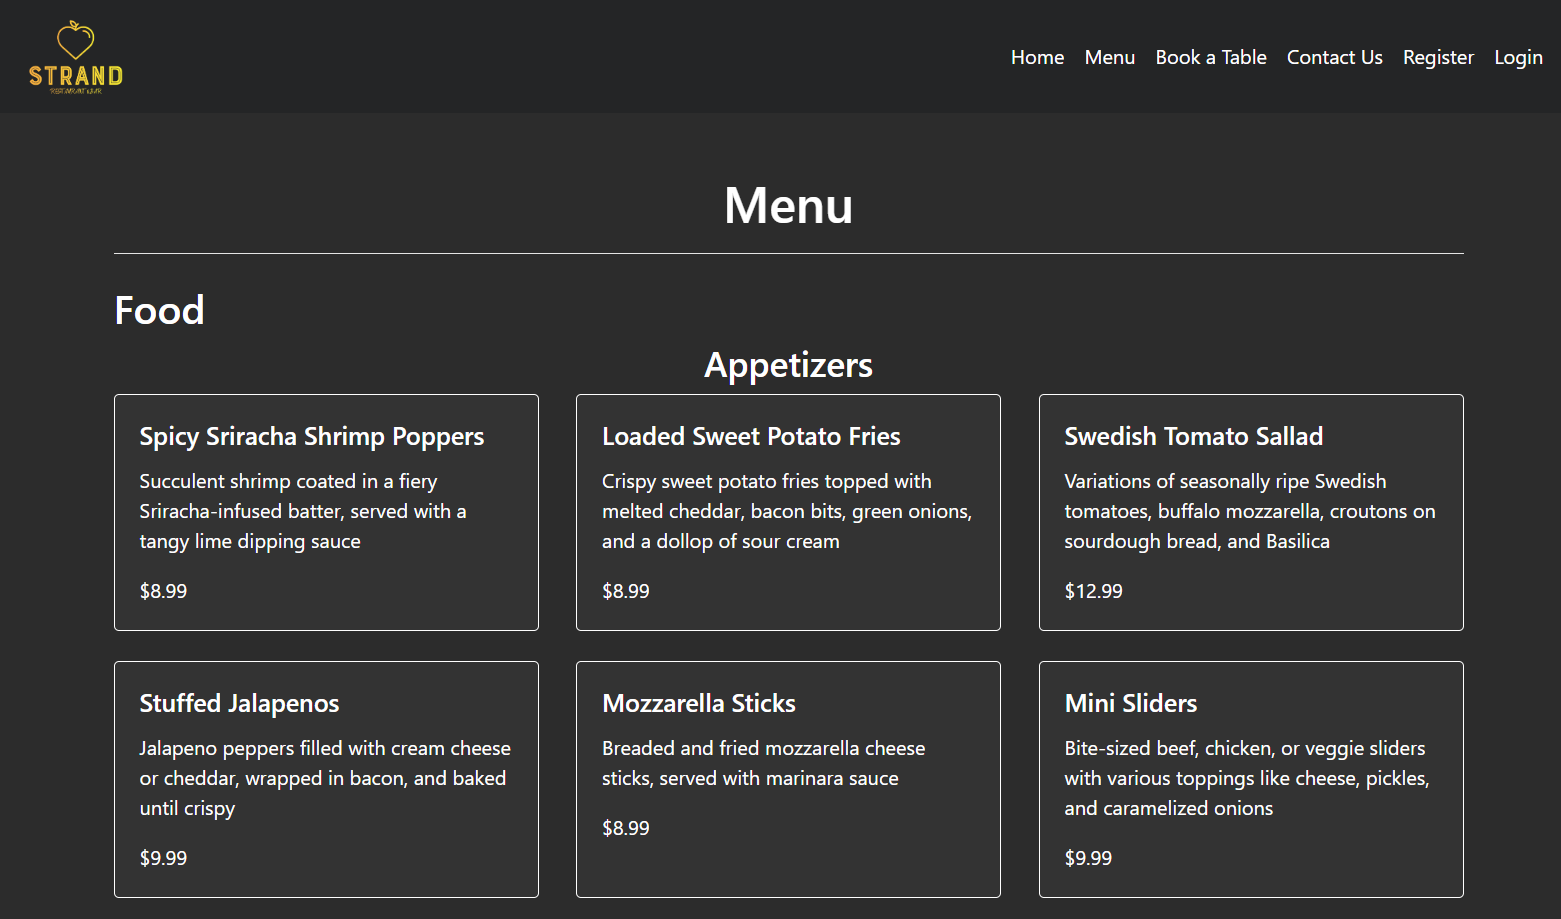 STRAND
RESTAURANT & BAR
Home Menu Book a Table Contact Us Register Login
Menu
Food
Appetizers
Spicy Sriracha Shrimp Poppers
Succulent shrimp coated in a fiery
Sriracha-infused batter, served with a
tangy lime dipping sauce
$8.99
Loaded Sweet Potato Fries
Crispy sweet potato fries topped with
melted cheddar, bacon bits, green onions,
and a dollop of sour cream
$8.99
Swedish Tomato Sallad
Variations of seasonally ripe Swedish
tomatoes, buffalo mozzarella, croutons on
sourdough bread, and Basilica
$12.99
Stuffed Jalapenos
Jalapeno peppers filled with cream cheese
or cheddar, wrapped in bacon, and baked
until crispy
$9.99
Mozzarella Sticks
Breaded and fried mozzarella cheese
sticks, served with marinara sauce
$8.99
Mini Sliders
Bite-sized beef, chicken, or veggie sliders
with various toppings like cheese, pickles,
and caramelized onions
$9.99